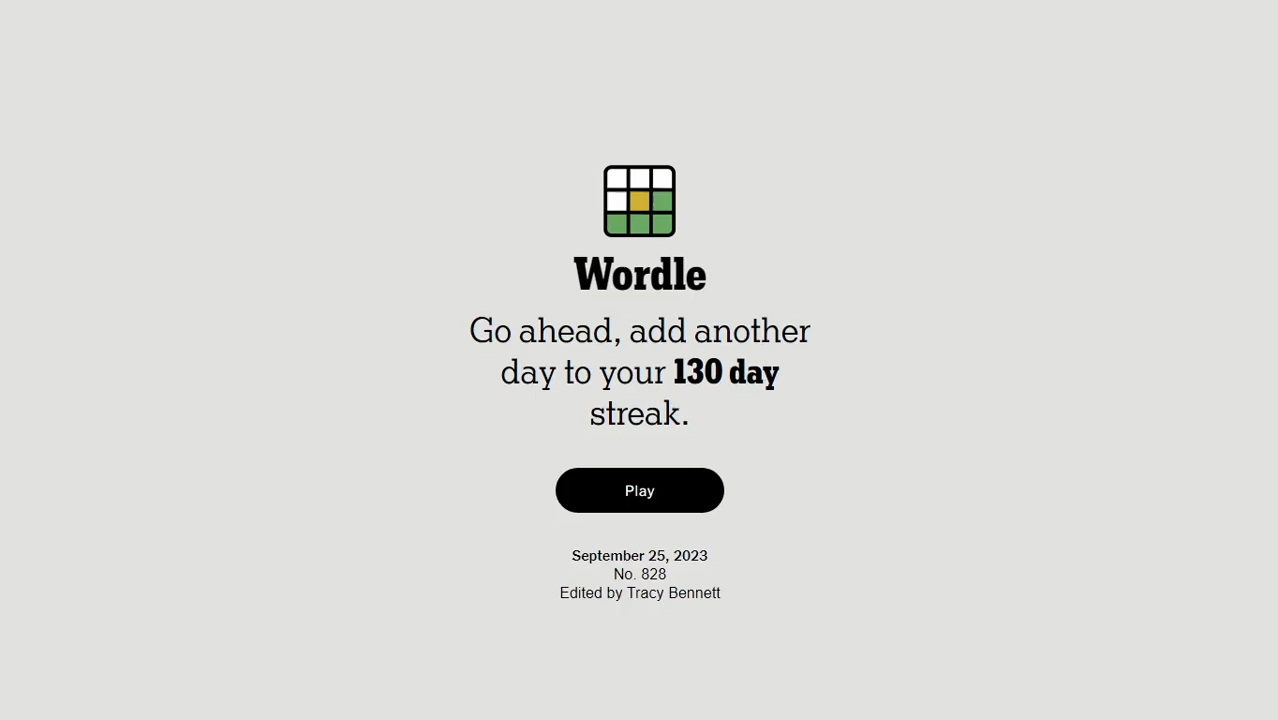 Wordle
Go ahead, add another
day to your 130 day
streak.
Play
September 25, 2023
No. 828
Edited by Tracy Bennett